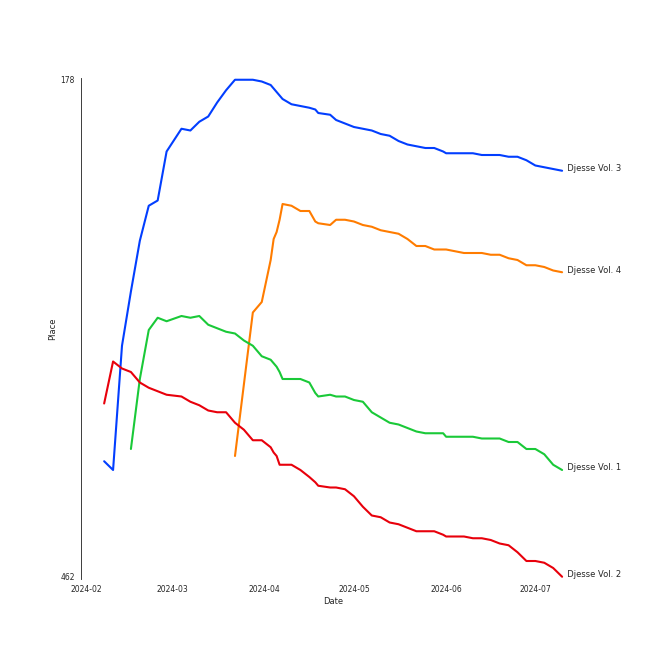 178
Djesse Vol. 3
Djesse Vol. 4
Place
Djesse Vol. 1
Djesse Vol. 2
462
2024-02 2024-03 2024-04 2024-05 2024-06 2024-07
Date